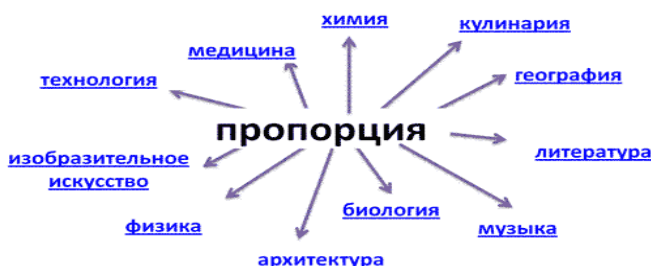 химия
кулинария
медицина
география
технология
пропорция
литература
изобразительное
искусство
биология
физика
музыка
архитектура